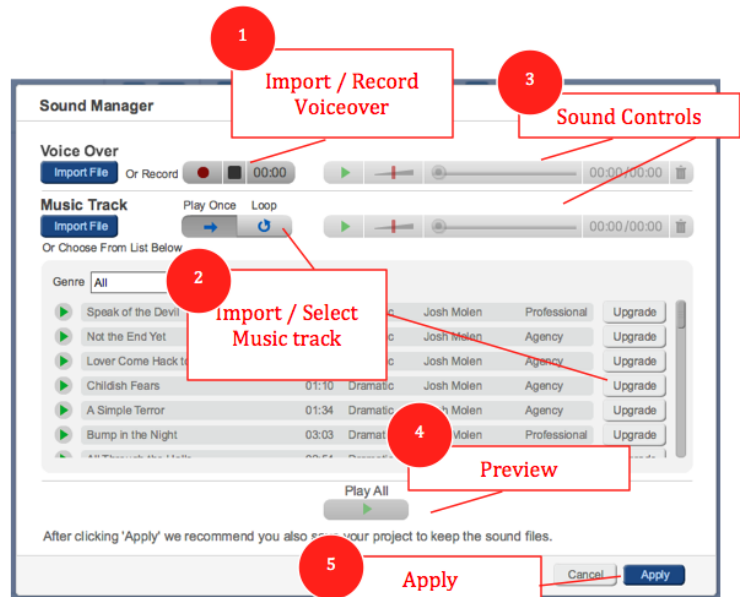 1
Import / Record
Voiceover
3
Sound Controls
Sound Manager
Voice Over
Import File Or Record 00:00 00:00/00:00
Music Track Play Once Loop
Import File 00:00/00:00
Or Choose From List Below
Genre All
2
Import / Select
Music track
Speak of the Devil Josh Molen Professional Upgrade
Not the End Yet Josh Molen Agency Upgrade
Lover Come Hack Josh Molen Agency Upgrade
Childish Fears 01:10 Dramatic Josh Molen Agency Upgrade
A Simple Terror 01:34 Dramatic Josh Molen Agency Upgrade
Bump in the Night 03:03 Molen Professional Upgrade
4
Preview
Play All
After clicking 'Apply' we recommend you also your project to keep the sound files.
5
Apply
Cancel Apply